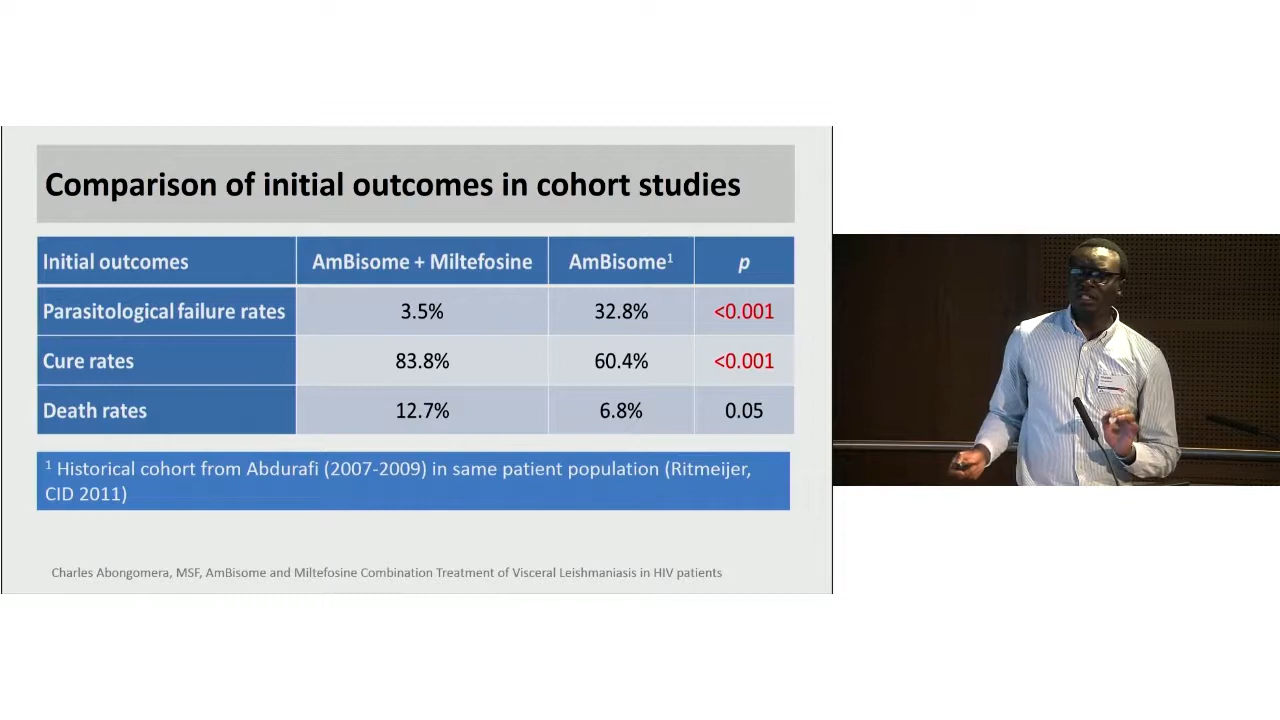 Comparison of initial outcomes in cohort studies
Initial outcomes AmBisome + Miltefosine AmBisome¹ p
Parasitological failure rates 3.5% 32.8% <0.001
Cure rates 83.8% 60.4% <0.001
Death rates 12.7% 6.8% 0.05
¹ Historical cohort from Abdurafi (2007-2009) in same patient population (Ritmeijer,
CID 2011)
Charles Abongomera, MSF, AmBisome and Miltefosine Combination Treatment of Visceral Leishmaniasis in HIV patients